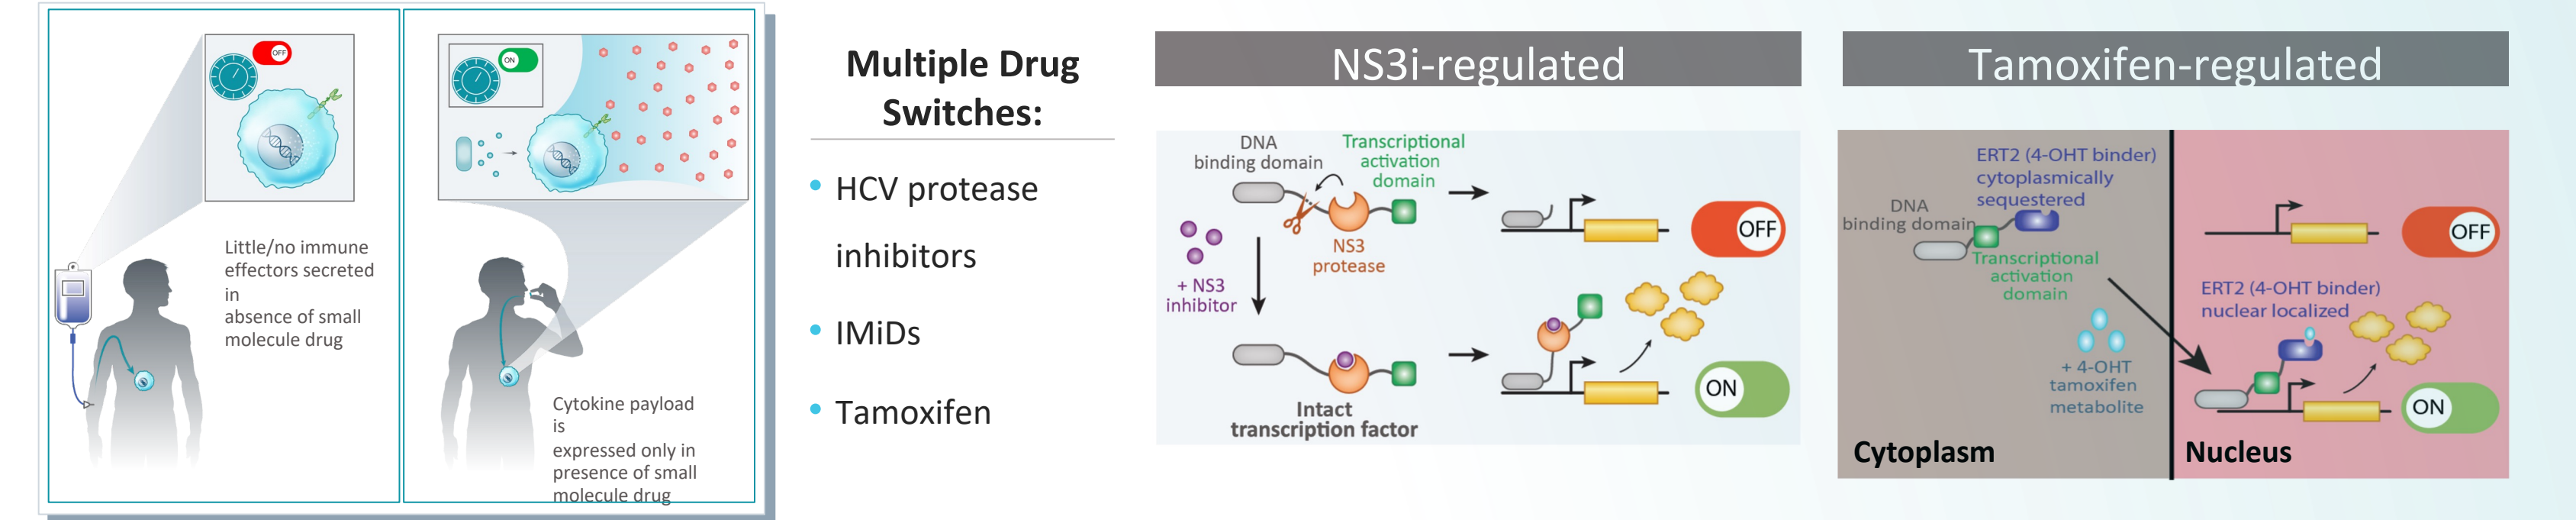 OFF
Little/no immune
effectors secreted
in
absence of small
molecule drug
ON
Cytokine payload
is
expressed only in
presence of small
molecule drug
Multiple Drug
Switches:
• HCV protease
inhibitors
• IMiDs
• Tamoxifen
NS3i-regulated
DNA
binding domain
Transcriptional
activation
domain
NS3
protease
OFF
+ NS3
inhibitor
ON
Intact
transcription factor
Tamoxifen-regulated
ERT2 (4-OHT binder)
cytoplasmically
sequestered
DNA
binding domain
Transcriptional
activation
domain
+ 4-OHT
tamoxifen
metabolite
Cytoplasm
OFF
ERT2 (4-OHT binder)
nuclear localized
ON
Nucleus